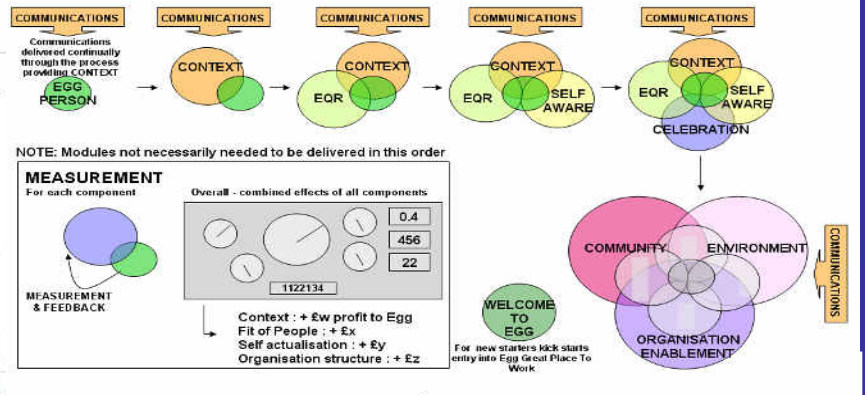 COMMUNICATIONS
COMMUNICATIONS
COMMUNICATIONS
COMMUNICATIONS
COMMUNICATIONS
Communications
delivered continually
through the process
providing CONTEXT
EGG
PERSON
CONTEXT
CONTEXT
EQR
CONTEXT
EQR
SELF
AWARE
CONTEXT
EQR
SELF
AWARE
CELEBRATION
NOTE: Modules not necessarily needed to be delivered in this order
MEASUREMENT
For each component
Overall - combined effects of all components
0.4
456
22
1122134
MEASUREMENT
& FEEDBACK
Context : + £w profit to Egg
Fit of People : + £x
Self actualisation : + £y
Organisation structure : + £z
WELCOME
TO
EGG
For new starters kick starts
entry into Egg Great Place To
Work
COMMUNITY
ENVIRONMENT
ORGANISATION
ENABLEMENT
COMMUNICATIONS